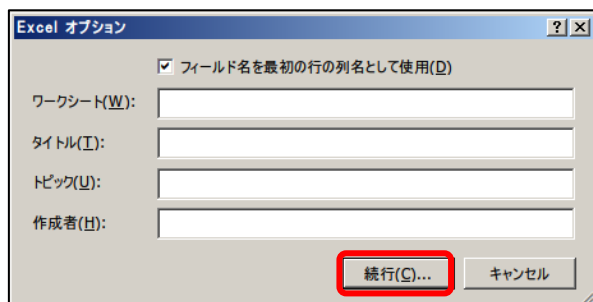 Excel オプション
フィールド名を最初の行の列名として使用(D)
ワークシート(W):
タイトル(T):
トピック(U):
作成者(H):
続行(C)... キャンセル